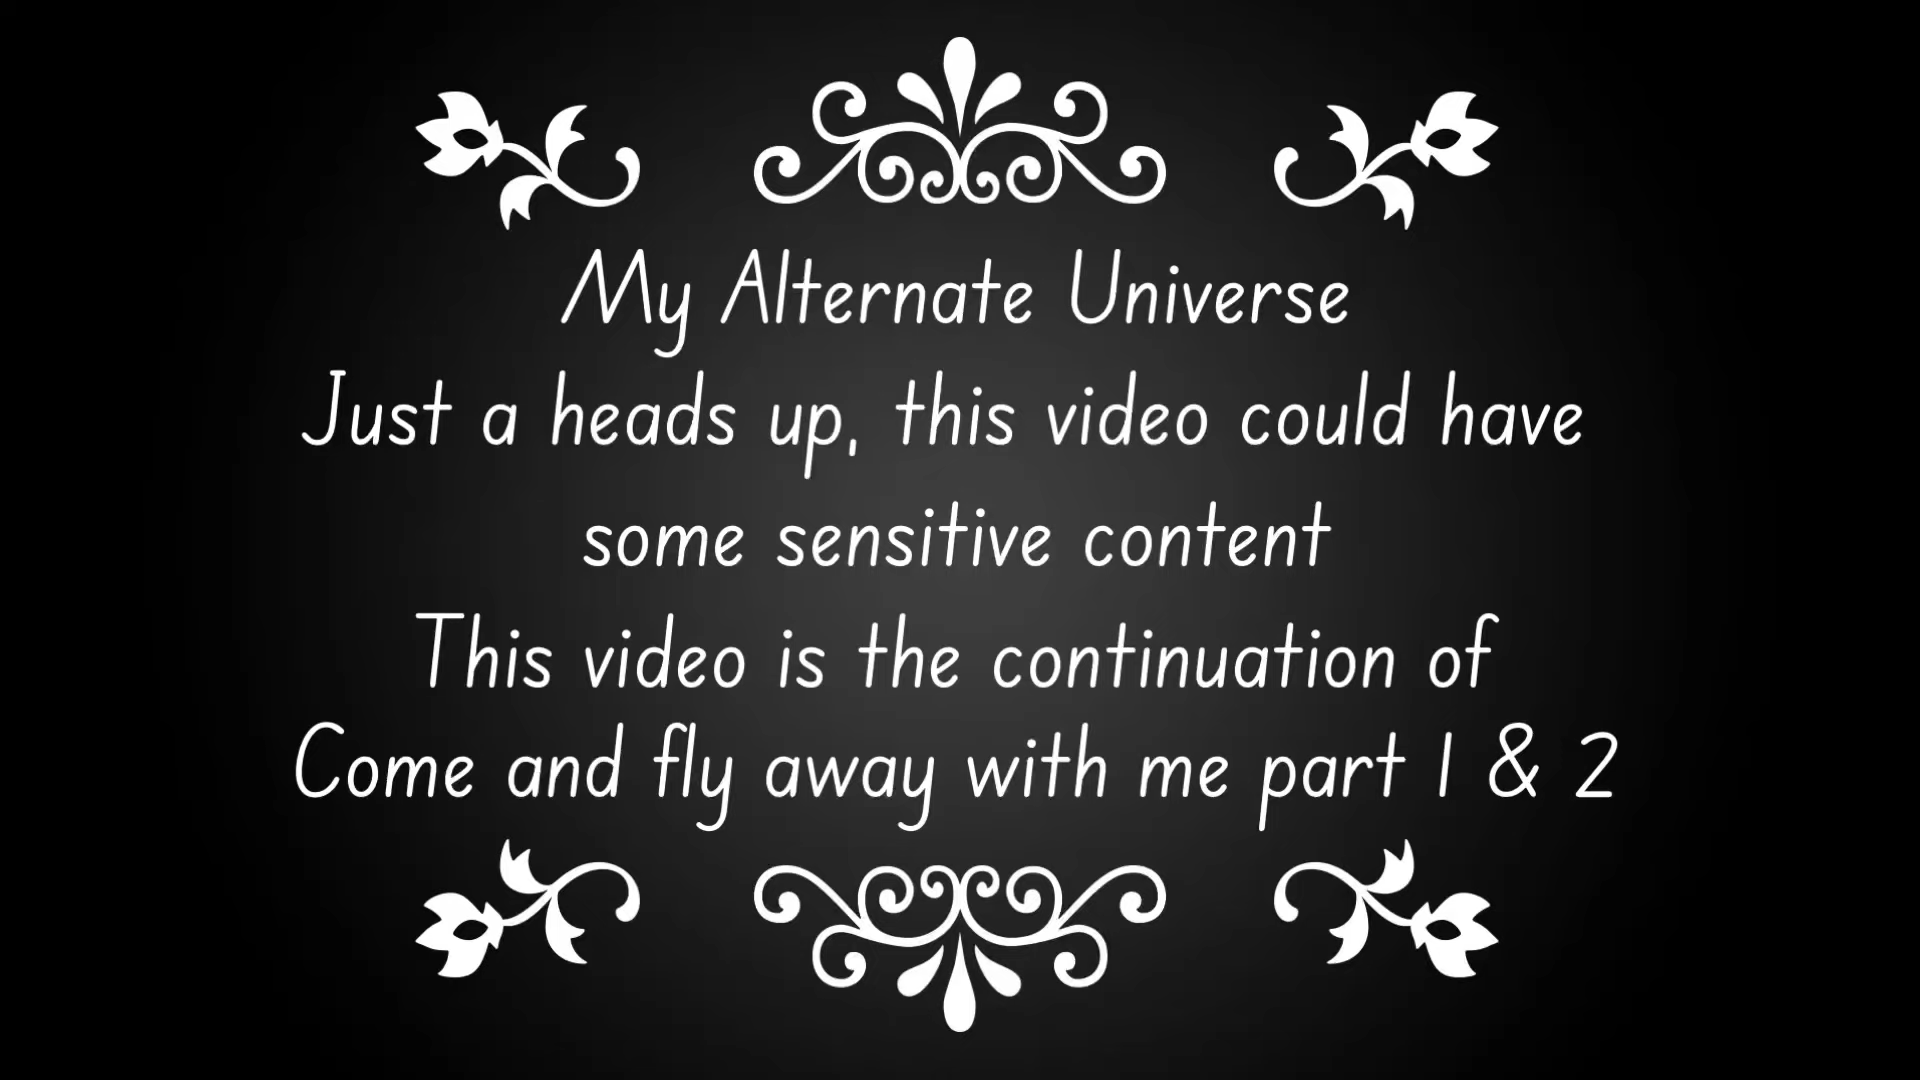 My Alternate Universe
Just a heads up, this video could have
some sensitive content
This video is the continuation of
Come and fly away with me part 1 & 2